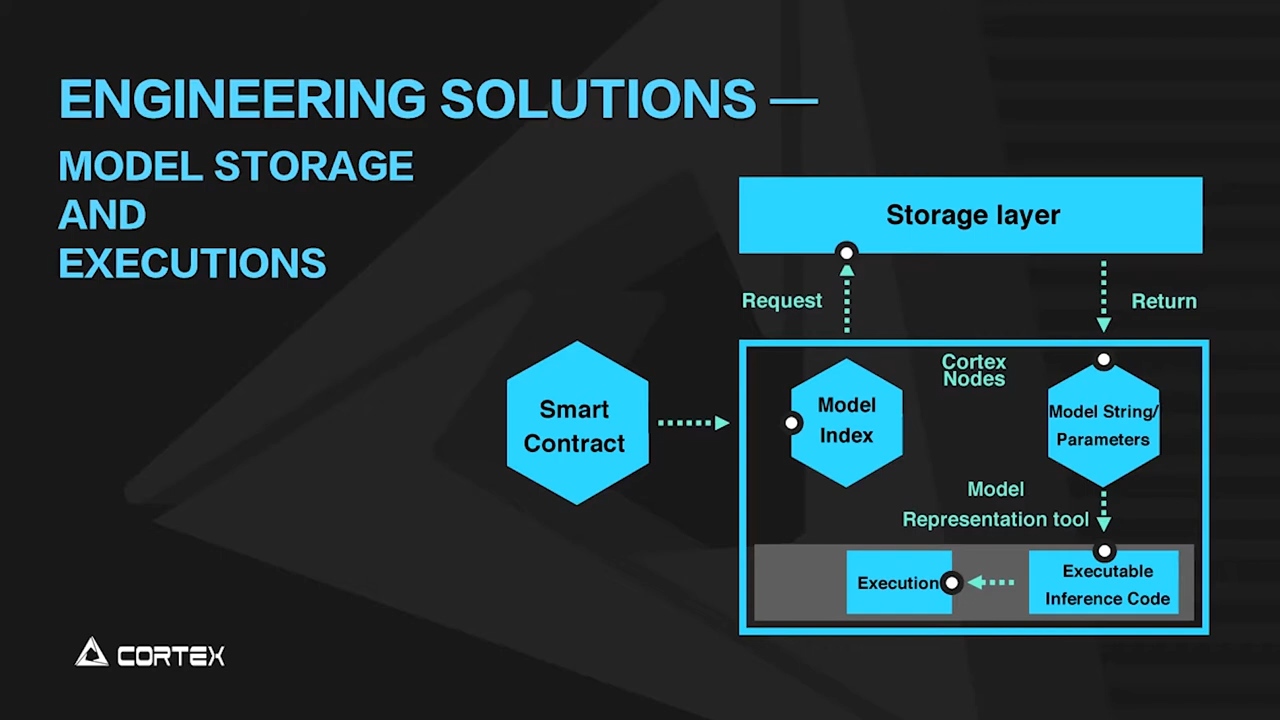 ENGINEERING SOLUTIONS —
MODEL STORAGE
AND
EXECUTIONS
Storage layer
Request
Return
Smart
Contract
Cortex
Nodes
Model
Index
Model String/
Parameters
Model
Representation tool
Executable
Inference Code
Execution
CORTEX